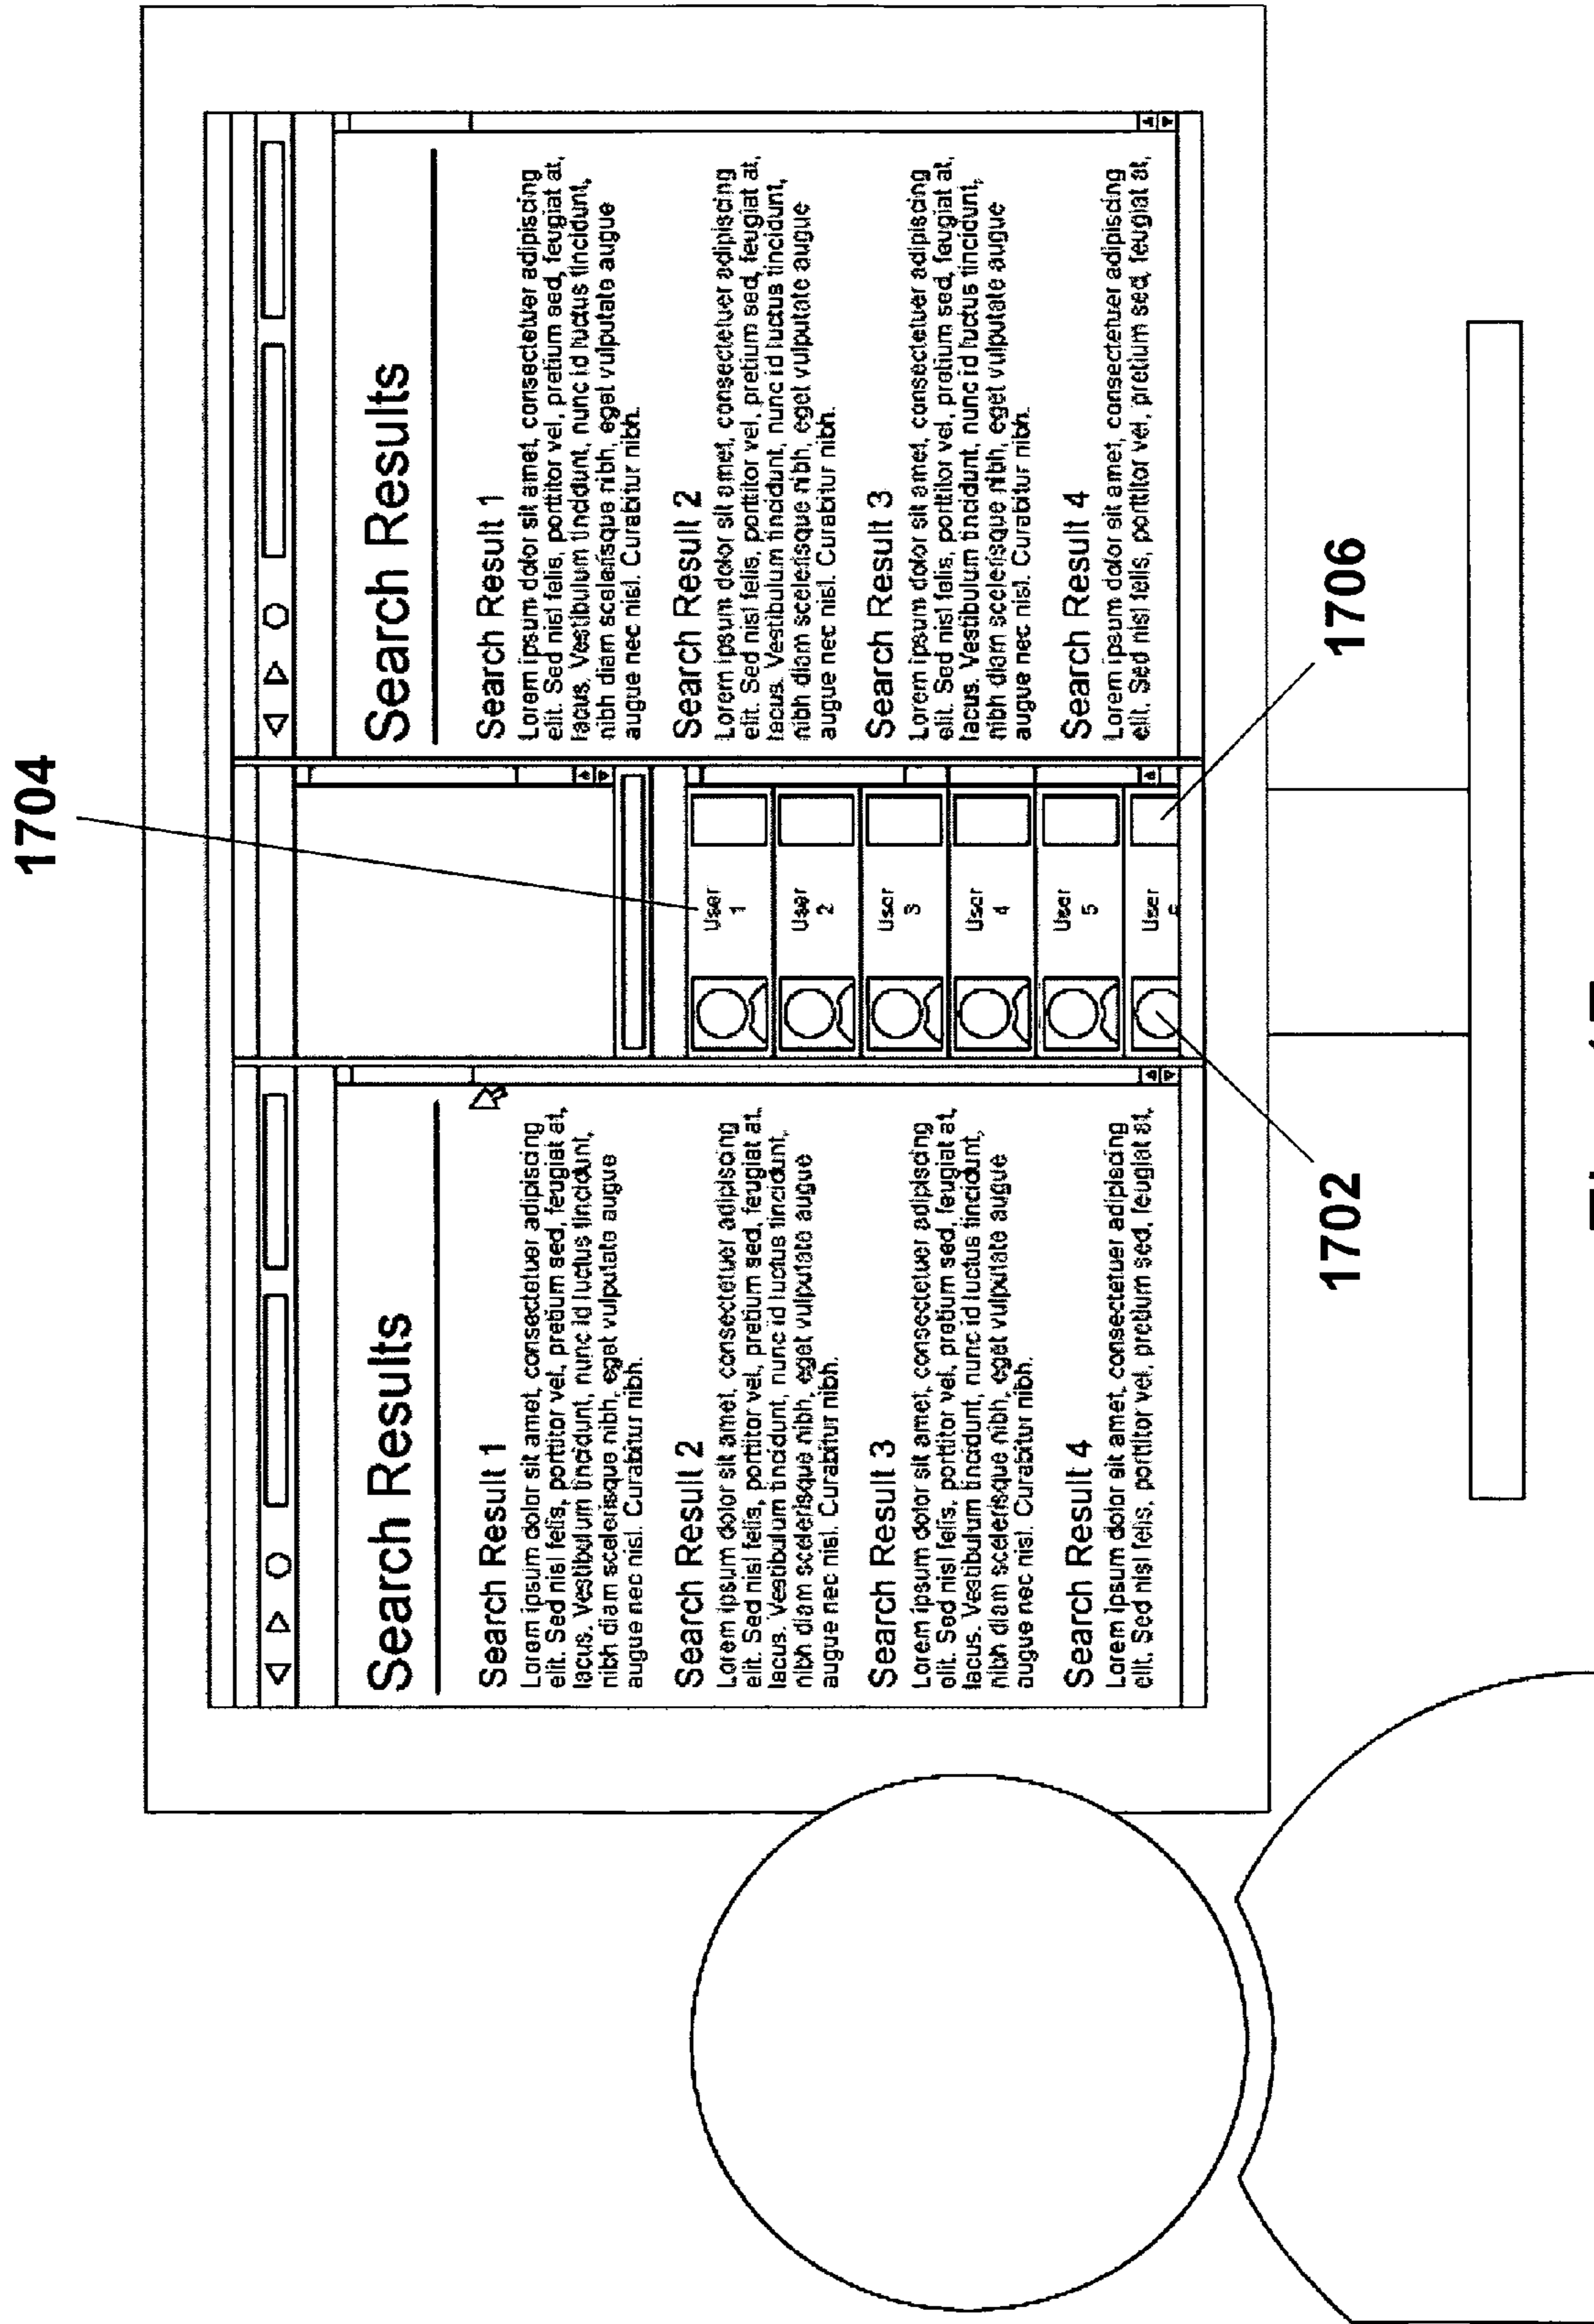 1704
Search Results
Search Result 1
Lorem ipsum dolor sit amet, consectetuer adipiscing
elit. Sed nisl felis, porttitor vel, pretium sed, feugiat at,
lacus. Vestibulum tincidunt, nunc id luctus tincidunt,
nibh diam scelerisque nibh, eget vulputate augue
augue nec nisl. Curabitur nibh.
Search Result 2
Lorem ipsum dolor sit amet, consectetuer adipiscing
elit. Sed nisl felis, porttitor vel, pretium sed, feugiat at,
lacus. Vestibulum tincidunt, nunc id luctus tincidunt,
nibh diam scelerisque nibh, eget vulputate augue
augue nec nisl. Curabitur nibh.
Search Result 3
Lorem ipsum dolor sit amet, consectetuer adipiscing
elit. Sed nisl felis, porttitor vel, pretium sed, feugiat at,
lacus. Vestibulum tincidunt, nunc id luctus tincidunt,
nibh diam scelerisque nibh, eget vulputate augue
augue nec nisl. Curabitur nibh.
Search Result 4
Lorem ipsum dolor sit amet, consectetuer adipiscing
elit. Sed nisl felis, porttitor vel, pretium sed, feugiat at,
User
1
User
2
User
3
User
4
User
5
User
Search Results
Search Result 1
Lorem ipsum dolor sit amet, consectetuer adipiscing
elit. Sed nisl felis, porttitor vel, pretium sed, feugiat at,
lacus. Vestibulum tincidunt, nunc id luctus tincidunt,
nibh diam scelerisque nibh, eget vulputate augue
augue nec nisl. Curabitur nibh.
Search Result 2
Lorem ipsum dolor sit amet, consectetuer adipiscing
elit. Sed nisl felis, porttitor vel, pretium sed, feugiat at,
lacus. Vestibulum tincidunt, nunc id luctus tincidunt,
nibh diam scelerisque nibh, eget vulputate augue
augue nec nisl. Curabitur nibh.
Search Result 3
Lorem ipsum dolor sit amet, consectetuer adipiscing
elit. Sed nisl felis, porttitor vel, pretium sed, feugiat at,
lacus. Vestibulum tincidunt, nunc id luctus tincidunt,
nibh diam scelerisque nibh, eget vulputate augue
augue nec nisl. Curabitur nibh.
Search Result 4
Lorem ipsum dolor sit amet, consectetuer adipiscing
elit. Sed nisl felis, porttitor vel, pretium sed, feugiat at,
1702
1706